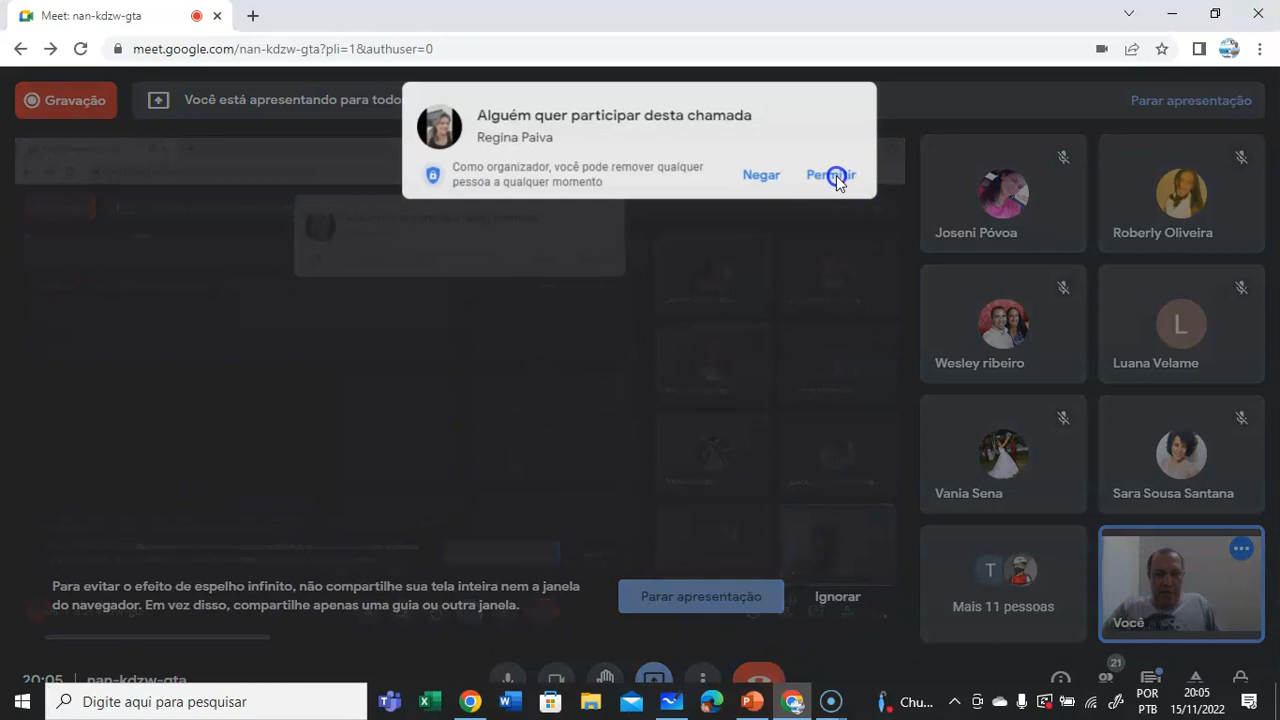 Meet: nan-kdzw-gta
meet.google.com/nan-kdzw-gta?pli=1&authuser=0
Gravação
Você está apresentando para todo
Parar apresentação
Alguém quer participar desta chamada
Regina Paiva
Como organizador, você pode remover qualquer
pessoa a qualquer momento
Negar
Permitir
Joseni Póvoa
Roberly Oliveira
Wesley ribeiro
L
Luana Velame
Vania Sena
Sara Sousa Santana
T
Mais 11 pessoas
Você
Para evitar o efeito de espelho infinito, não compartilhe sua tela inteira nem a janela
do navegador. Em vez disso, compartilhe apenas uma guia ou outra janela.
Parar apresentação
Ignorar
20:05
nan-kdzw-gta
21
Digite aqui para pesquisar
Chu...
POR
PTB
20:05
15/11/2022